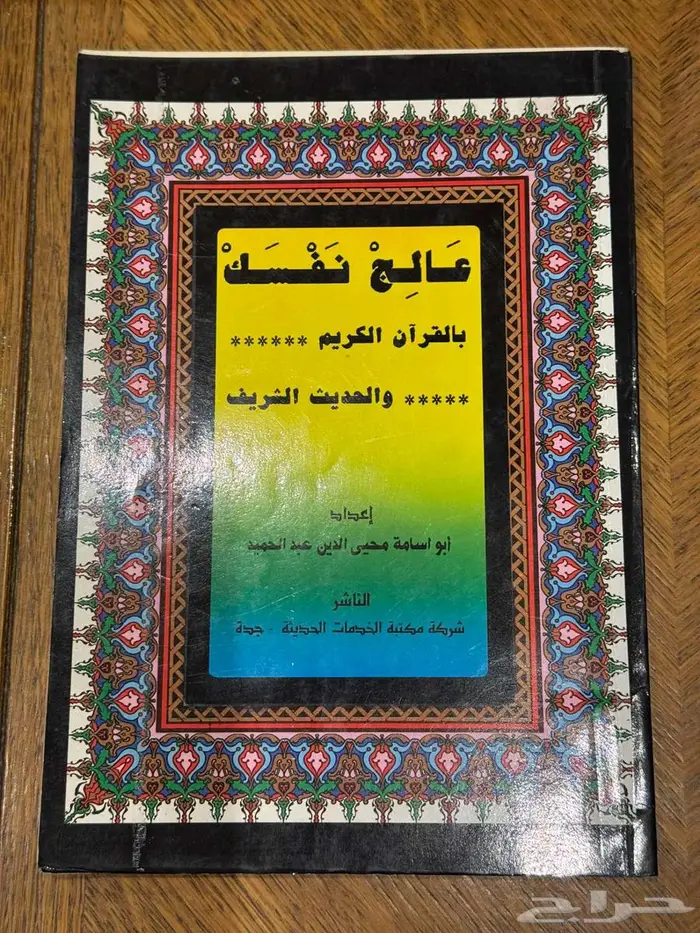 عَالِجْ نَفْسَكْ
بالقرآن الكريم ******
***** والحديث الشريف
إعداد
أبو اسامة محيى الدين عبد الحميد
الناشر
شركة مكتبة الخدمات الحديثة - جدة
حراج